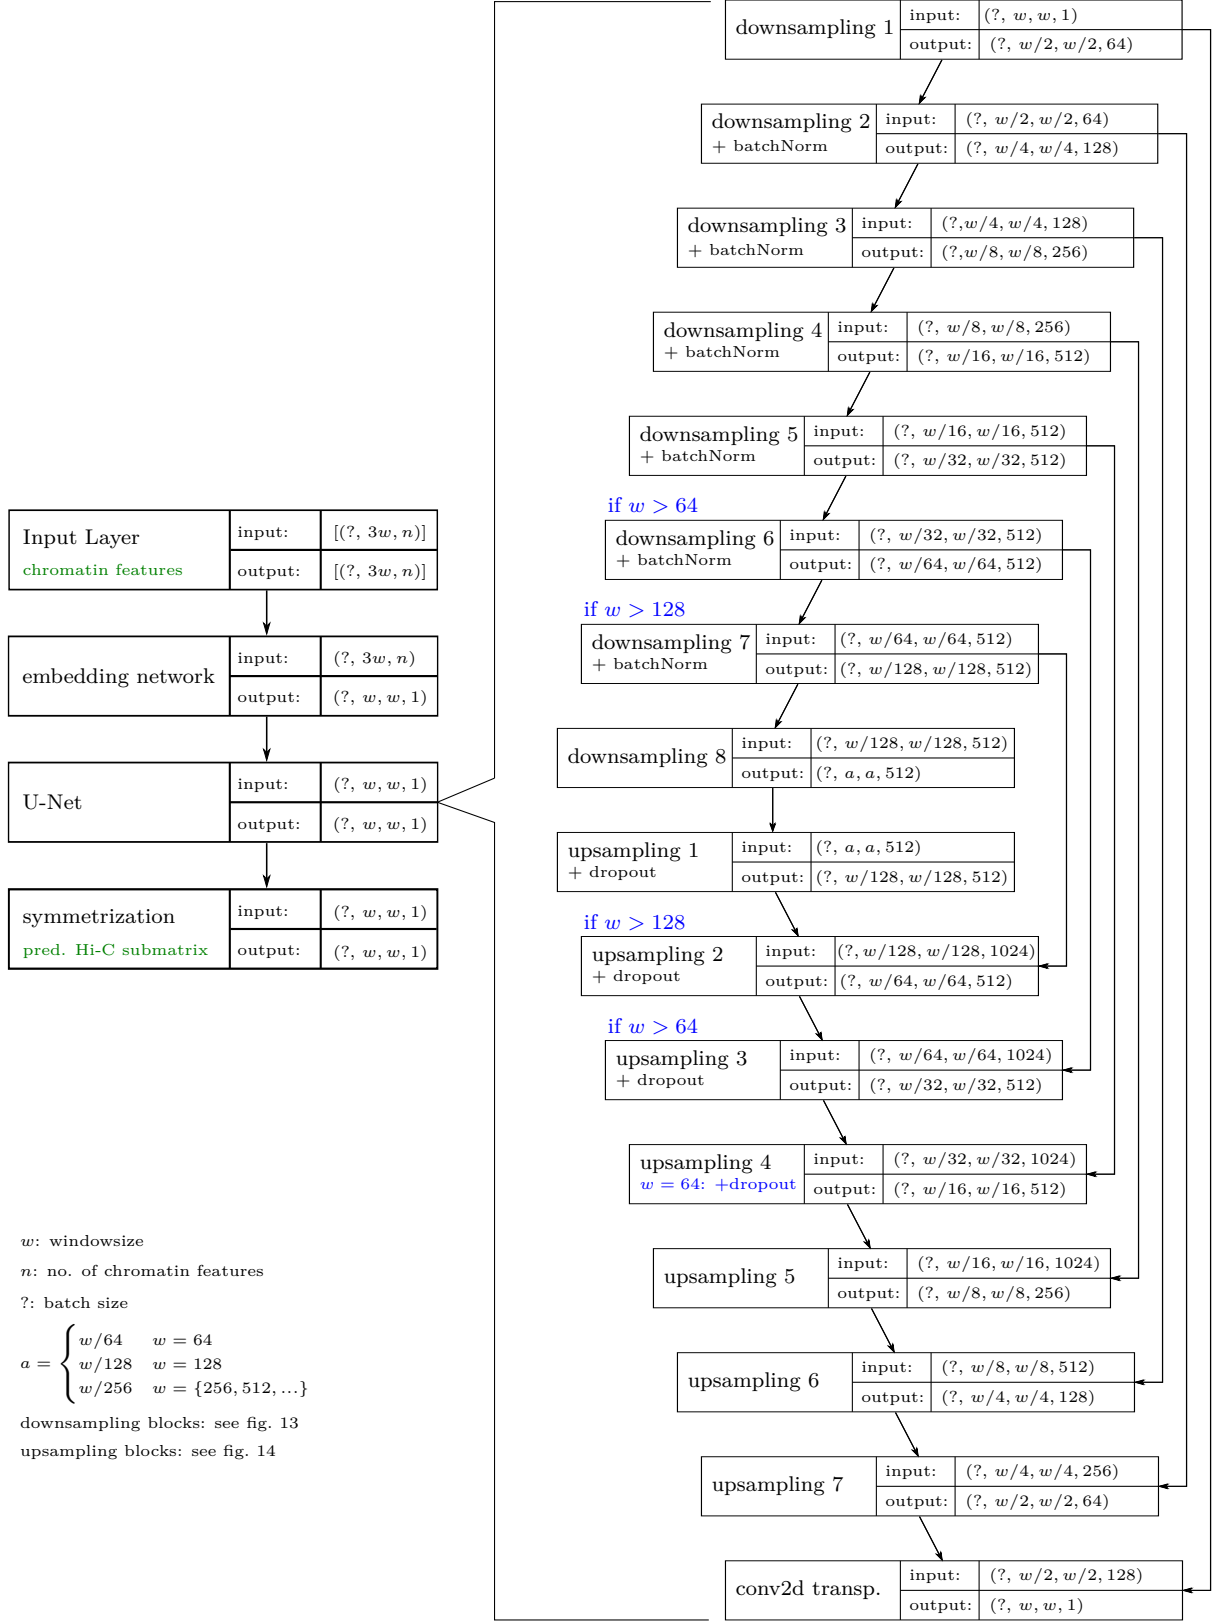 Input Layer
chromatin features
input: [(?, 3w, n)]
output: [(?, 3w, n)]
embedding network
input: (?, 3w, n)
output: (?, w, w, 1)
U-Net
input: (?, w, w, 1)
output: (?, w, w, 1)
symmetrization
pred. Hi-C submatrix
input: (?, w, w, 1)
output: (?, w, w, 1)
w: windowsize
n: no. of chromatin features
?: batch size
a = { w/64 w = 64
w/128 w = 128
w/256 w = {256, 512, ...}
downsampling blocks: see fig. 13
upsampling blocks: see fig. 14
downsampling 1
input: (?, w, w, 1)
output: (?, w/2, w/2, 64)
downsampling 2
+ batchNorm
input: (?, w/2, w/2, 64)
output: (?, w/4, w/4, 128)
downsampling 3
+ batchNorm
input: (?,w/4, w/4, 128)
output: (?,w/8, w/8, 256)
downsampling 4
+ batchNorm
input: (?, w/8, w/8, 256)
output: (?, w/16, w/16, 512)
downsampling 5
+ batchNorm
input: (?, w/16, w/16, 512)
output: (?, w/32, w/32, 512)
if w > 64
downsampling 6
+ batchNorm
input: (?, w/32, w/32, 512)
output: (?, w/64, w/64, 512)
if w > 128
downsampling 7
+ batchNorm
input: (?, w/64, w/64, 512)
output: (?, w/128, w/128, 512)
downsampling 8
input: (?, w/128, w/128, 512)
output: (?, a, a, 512)
upsampling 1
+ dropout
input: (?, a, a, 512)
output: (?, w/128, w/128, 512)
if w > 128
upsampling 2
+ dropout
input: (?, w/128, w/128, 1024)
output: (?, w/64, w/64, 512)
if w > 64
upsampling 3
+ dropout
input: (?, w/64, w/64, 1024)
output: (?, w/32, w/32, 512)
upsampling 4
w = 64: +dropout
input: (?, w/32, w/32, 1024)
output: (?, w/16, w/16, 512)
upsampling 5
input: (?, w/16, w/16, 1024)
output: (?, w/8, w/8, 256)
upsampling 6
input: (?, w/8, w/8, 512)
output: (?, w/4, w/4, 128)
upsampling 7
input: (?, w/4, w/4, 256)
output: (?, w/2, w/2, 64)
conv2d transp.
input: (?, w/2, w/2, 128)
output: (?, w, w, 1)